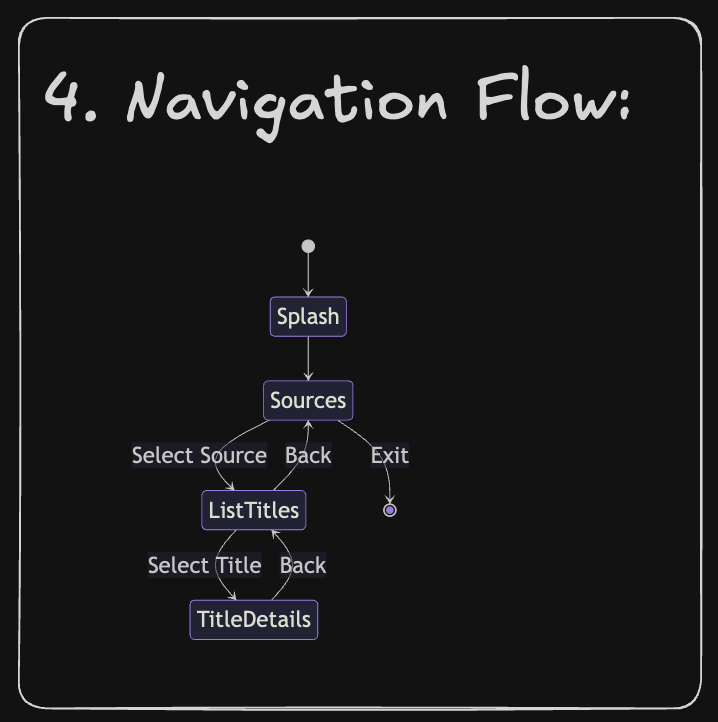 4. Navigation Flow:
Splash
Sources
Select Source
Back
Exit
ListTitles
Select Title
Back
TitleDetails